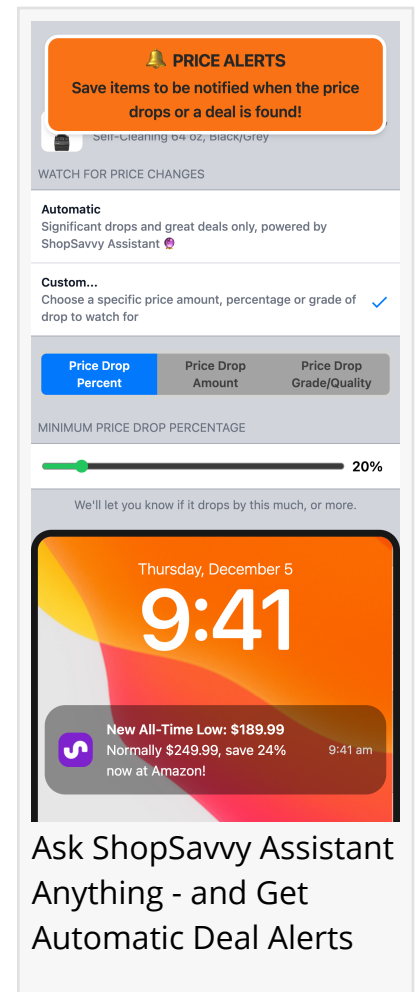 🔔 PRICE ALERTS
Save items to be notified when the price
drops or a deal is found!
Self-Cleaning 64 oz, Black/Grey
WATCH FOR PRICE CHANGES
Automatic
Significant drops and great deals only, powered by
ShopSavvy Assistant 🔮
Custom...
Choose a specific price amount, percentage or grade of
drop to watch for
Price Drop
Percent
Price Drop
Amount
Price Drop
Grade/Quality
MINIMUM PRICE DROP PERCENTAGE
20%
We'll let you know if it drops by this much, or more.
Thursday, December 5
9:41
New All-Time Low: $189.99
Normally $249.99, save 24%
9:41 am
now at Amazon!
Ask ShopSavvy Assistant
Anything - and Get
Automatic Deal Alerts